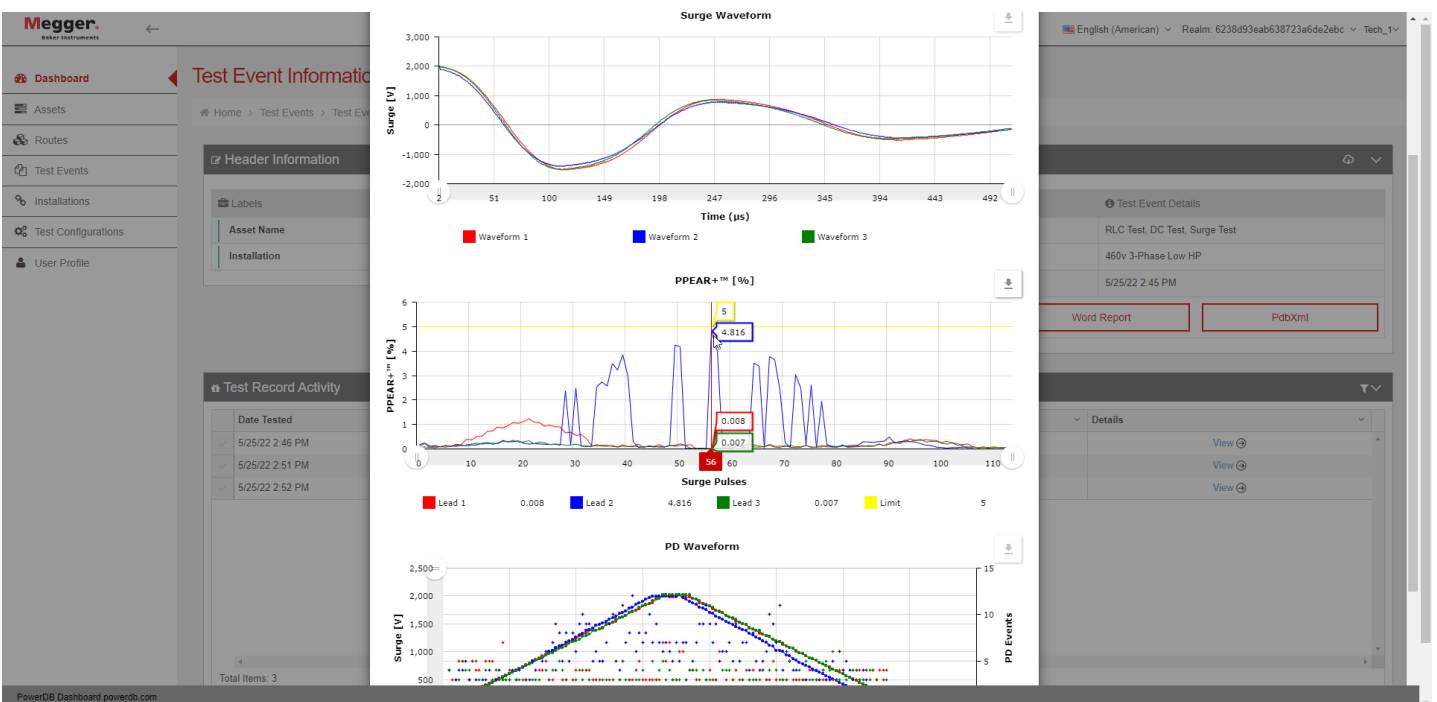 Megger.
Baker Instruments
←
English (American)
Realm: 6238d93eab638723a6de2ebc
Tech_1
Dashboard
Assets
Routes
Test Events
Installations
Test Configurations
User Profile
Test Event Informatio
Home > Test Events > Test Eve
Header Information
Labels
Asset Name
Installation
Test Event Details
RLC Test, DC Test, Surge Test
460v 3-Phase Low HP
5/25/22 2:45 PM
Word Report
PdbXml
Test Record Activity
Date Tested
Details
5/25/22 2:46 PM
View
5/25/22 2:51 PM
View
5/25/22 2:52 PM
View
Total Items: 3
Surge Waveform
Surge [V]
3,000
2,000
1,000
0
-1,000
-2,000
2 51 100 149 198 247 296 345 394 443 492
Time (µs)
Waveform 1 Waveform 2 Waveform 3
PPEAR+™ [%]
PPEAR+™ [%]
6
5
4
3
2
1
0
5
4.816
0.008
0.007
0 10 20 30 40 50 56 60 70 80 90 100 110
Surge Pulses
Lead 1 0.008 Lead 2 4.816 Lead 3 0.007 Limit 5
PD Waveform
Surge [V]
2,500
2,000
1,500
1,000
500
15
10
5
PD Events
PowerDB Dashboard powerdb.com